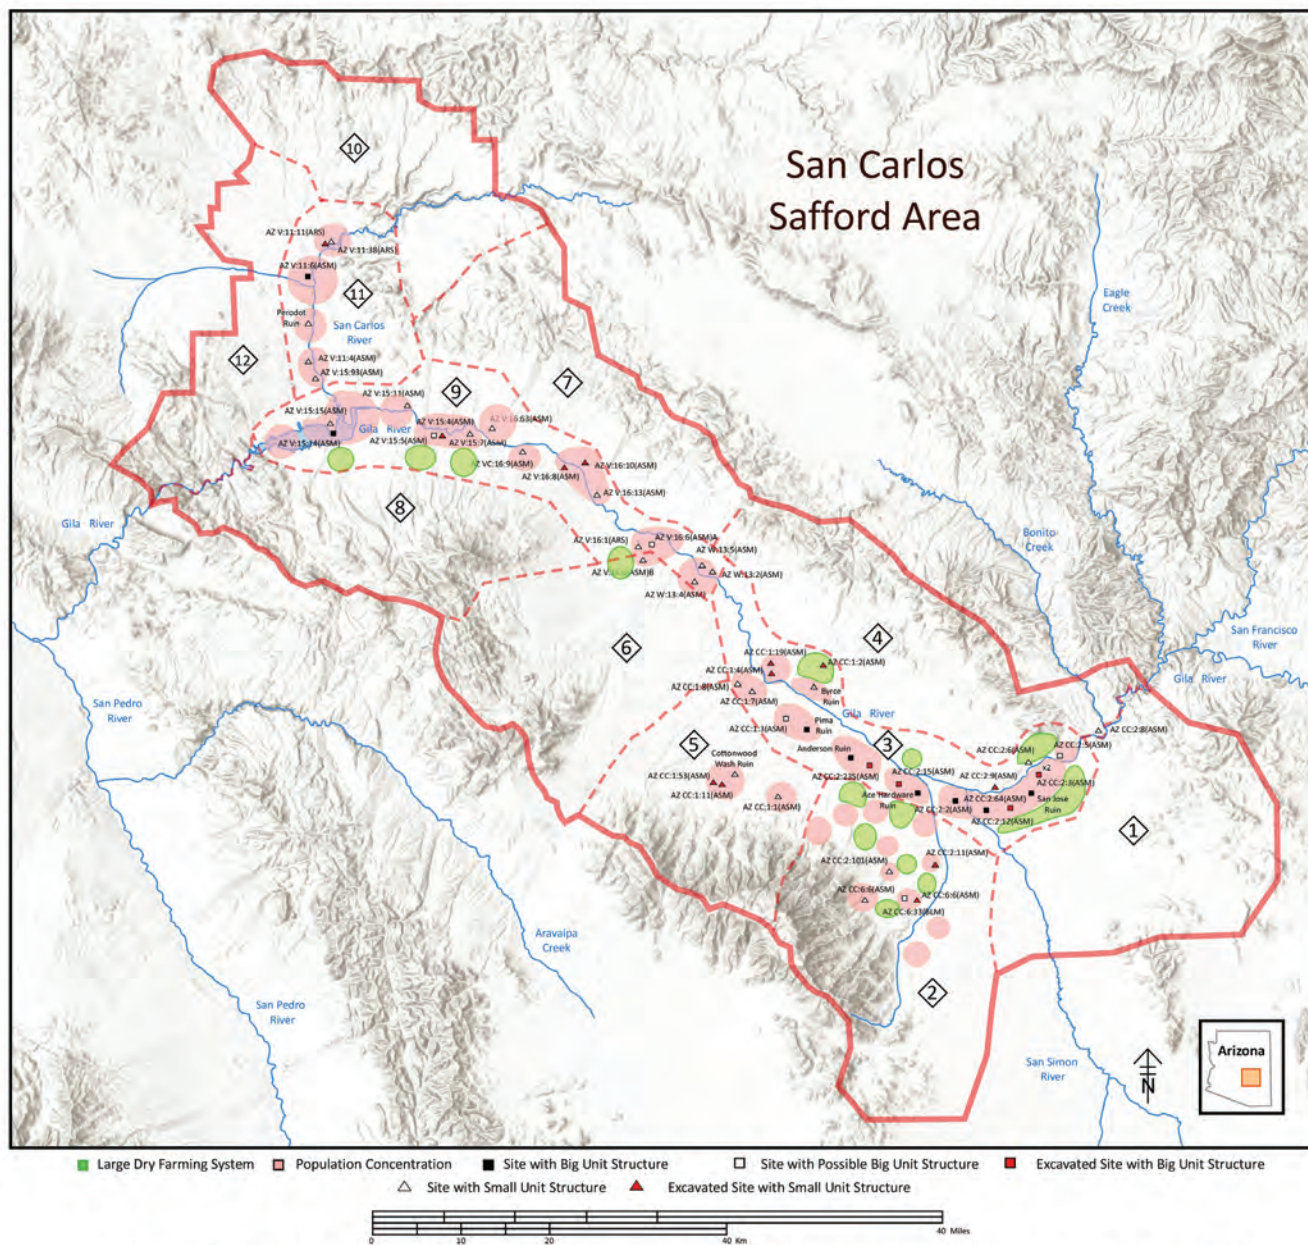 San Carlos
Safford Area
10
AZ V:11:11(ARS)
AZ V:11:38(ARS)
AZ V:11:6(ASM)
11
Eagle
Creek
Perodot
Ruin
San Carlos
River
12
AZ V:11:4(ASM)
AZ V:15:93(ASM)
9
7
AZ V:15:11(ASM)
AZ V:15:15(ASM)
AZ V:15:4(ASM)
AZ V:16:63(ASM)
Gila River
AZ V:15:14(ASM)
AZ V:15:5(ASM)
AZ V:15:7(ASM)
AZ VC:16:9(ASM)
AZ V:16:10(ASM)
AZ V:16:8(ASM)
AZ V:16:13(ASM)
8
Gila River
Bonito
Creek
AZ V:16:1(ARS)
AZ V:16:6(ASM)A
AZ W:13:5(ASM)
AZ W:13:2(ASM)
AZ W:13:4(ASM)
San Francisco
River
4
6
AZ CC:1:19(ASM)
AZ CC:1:2(ASM)
AZ CC:1:4(ASM)
Gila River
AZ CC:1:8(ASM)
AZ CC:1:7(ASM)
Byrce
Ruin
San Pedro
River
Gila River
AZ CC:1:3(ASM)
Pima
Ruin
AZ CC:2:8(ASM)
5
3
Anderson Ruin
AZ CC:2:6(ASM)
AZ CC:2:5(ASM)
Cottonwood
Wash Ruin
x2
AZ CC:1:53(ASM)
AZ CC:2:235(ASM)
AZ CC:2:15(ASM)
AZ CC:2:9(ASM)
AZ CC:2:3(ASM)
AZ CC:1:11(ASM)
AZ CC:1:1(ASM)
Ace Hardware
Ruin
AZ CC:2:2(ASM)
AZ CC:2:64(ASM)
San Jose
Ruin
AZ CC:2:12(ASM)
1
AZ CC:2:101(ASM)
AZ CC:2:11(ASM)
AZ CC:6:6(ASM)
AZ CC:6:6(ASM)
AZ CC:6:33(BLM)
Aravaipa
Creek
2
San Pedro
River
San Simon
River
N
Arizona
Large Dry Farming System
Population Concentration
Site with Big Unit Structure
Site with Possible Big Unit Structure
Excavated Site with Big Unit Structure
Site with Small Unit Structure
Excavated Site with Small Unit Structure
40 Miles
0 10 20 40 Km